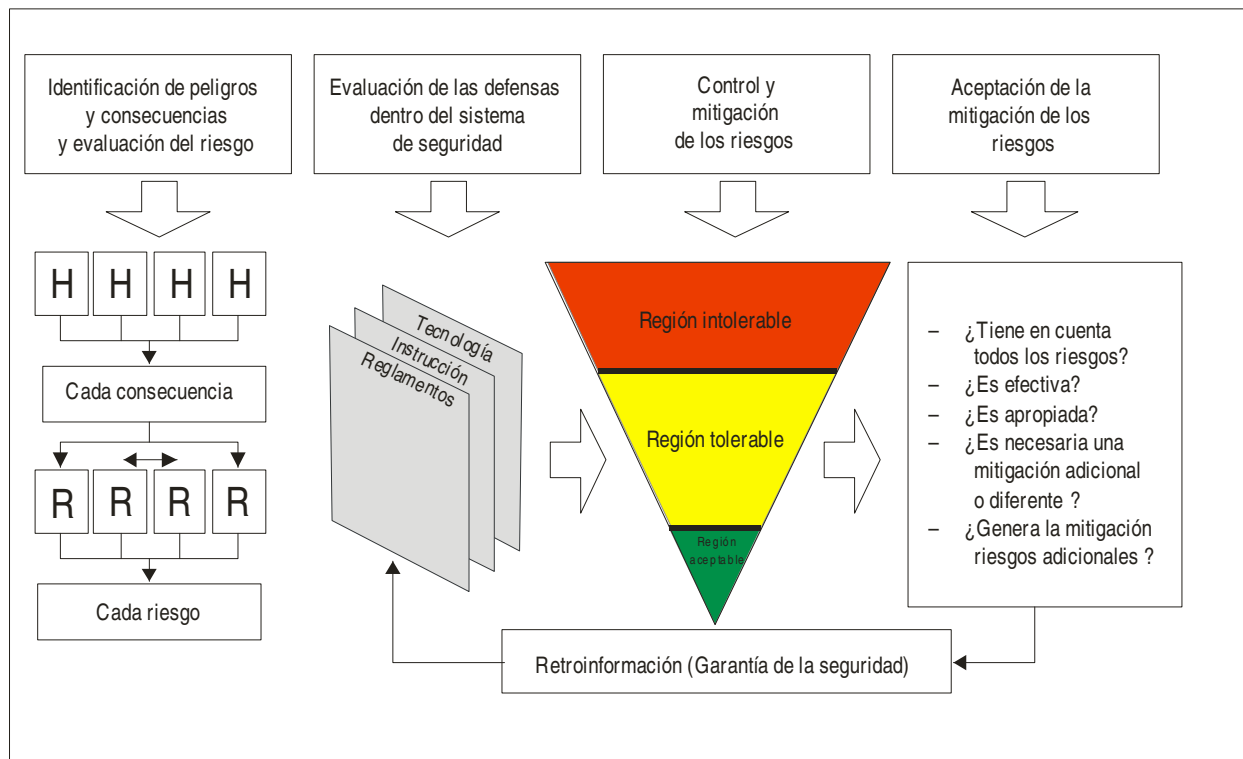 Identificación de peligros
y consecuencias
y evaluación del riesgo
Evaluación de las defensas
dentro del sistema
de seguridad
Control y
mitigación
de los riesgos
Aceptación de la
mitigación de los
riesgos
H H H H
Cada consecuencia
R R R R
Cada riesgo
Tecnología
Instrucción
Reglamentos
Región intolerable
Región tolerable
Región
aceptable
– ¿Tiene en cuenta
todos los riesgos?
– ¿Es efectiva?
– ¿Es apropiada?
– ¿Es necesaria una
mitigación adicional
o diferente ?
– ¿Genera la mitigación
riesgos adicionales ?
Retroinformación (Garantía de la seguridad)